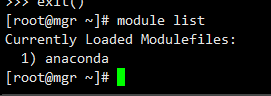 >>> exit()
[root@mgr ~]# module list
Currently Loaded Modulefiles:
  1) anaconda
[root@mgr ~]#